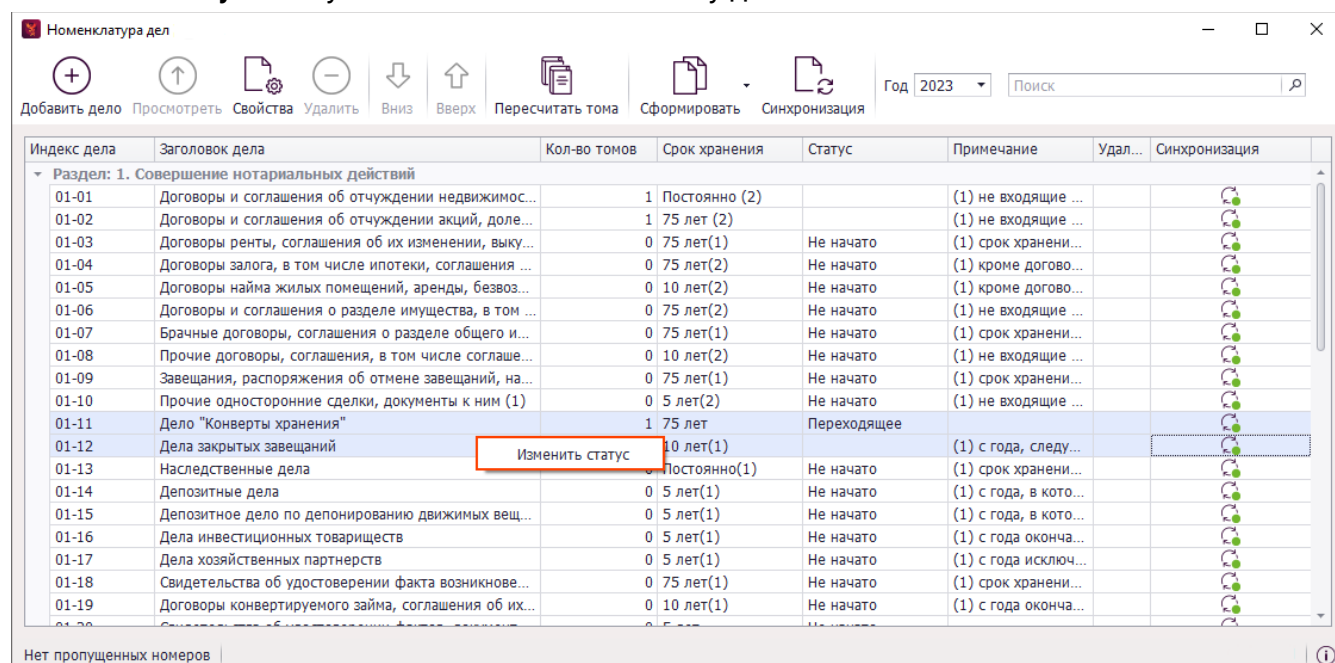 Номенклатура дел
Добавить дело Просмотреть Свойства Удалить Вниз Вверх Пересчитать тома Сформировать Синхронизация Год 2023 Поиск
Индекс дела Заголовок дела Кол-во томов Срок хранения Статус Примечание Удал... Синхронизация
Раздел: 1. Совершение нотариальных действий
01-01 Договоры и соглашения об отчуждении недвижимос... 1 Постоянно (2) (1) не входящие ...
01-02 Договоры и соглашения об отчуждении акций, доле... 1 75 лет (2) (1) не входящие ...
01-03 Договоры ренты, соглашения об их изменении, выку... 0 75 лет(1) Не начато (1) срок хранени...
01-04 Договоры залога, в том числе ипотеки, соглашения ... 0 75 лет(2) Не начато (1) кроме догово...
01-05 Договоры найма жилых помещений, аренды, безвоз... 0 10 лет(2) Не начато (1) кроме догово...
01-06 Договоры и соглашения о разделе имущества, в том ... 0 75 лет(2) Не начато (1) не входящие ...
01-07 Брачные договоры, соглашения о разделе общего и... 0 75 лет(1) Не начато (1) срок хранени...
01-08 Прочие договоры, соглашения, в том числе соглаше... 0 10 лет(2) Не начато (1) не входящие ...
01-09 Завещания, распоряжения об отмене завещаний, на... 0 75 лет(1) Не начато (1) срок хранени...
01-10 Прочие односторонние сделки, документы к ним (1) 0 5 лет(2) Не начато (1) не входящие ...
01-11 Дело "Конверты хранения" 1 75 лет Переходящее
01-12 Дела закрытых завещаний 10 лет(1) (1) с года, следу...
Изменить статус
01-13 Наследственные дела Постоянно(1) Не начато (1) срок хранени...
01-14 Депозитные дела 0 5 лет(1) Не начато (1) с года, в кото...
01-15 Депозитное дело по депонированию движимых вещ... 0 5 лет(1) Не начато (1) с года, в кото...
01-16 Дела инвестиционных товариществ 0 5 лет(1) Не начато (1) с года оконча...
01-17 Дела хозяйственных партнерств 0 5 лет(1) Не начато (1) с года исключ...
01-18 Свидетельства об удостоверении факта возникнове... 0 75 лет(1) Не начато (1) срок хранени...
01-19 Договоры конвертируемого займа, соглашения об их... 0 10 лет(1) Не начато (1) с года оконча...
Нет пропущенных номеров